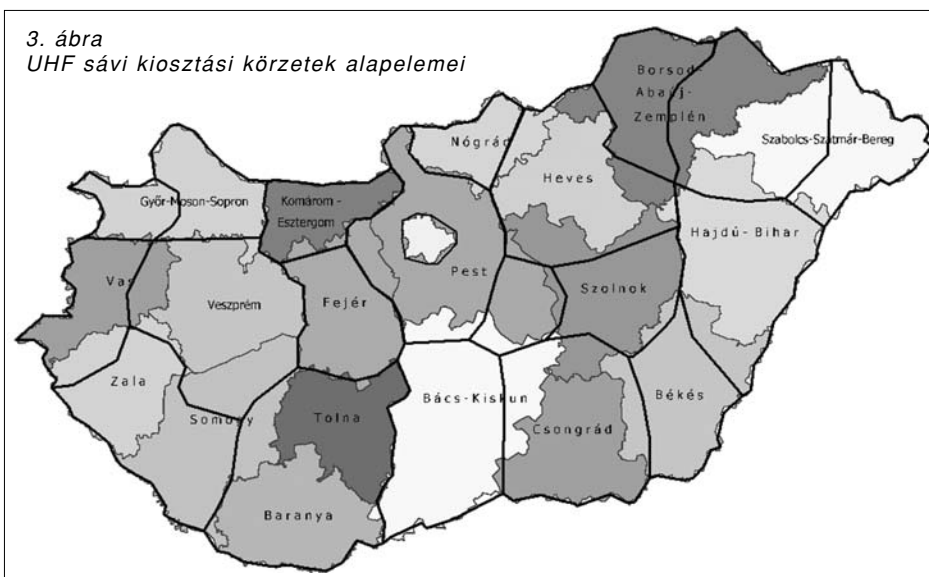 3. ábra
UHF sávi kiosztási körzetek alapelemei
Borsod-
Abaúj-
Zemplén
Nógrád
Szabolcs-Szatmár-Bereg
Heves
Győr-Moson-Sopron
Komárom -
Esztergom
Hajdú-Bihar
Pest
Vas
Veszprém
Fejér
Szolnok
Zala
Somogy
Tolna
Bács-Kiskun
Békés
Csongrád
Baranya